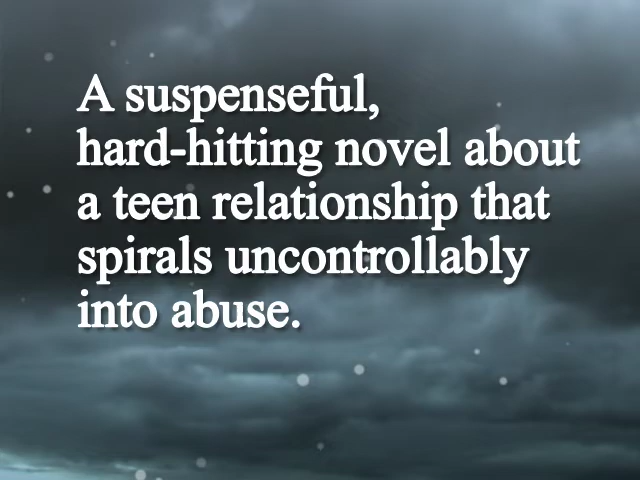 A suspenseful,
hard-hitting novel about
a teen relationship that
spirals uncontrollably
into abuse.